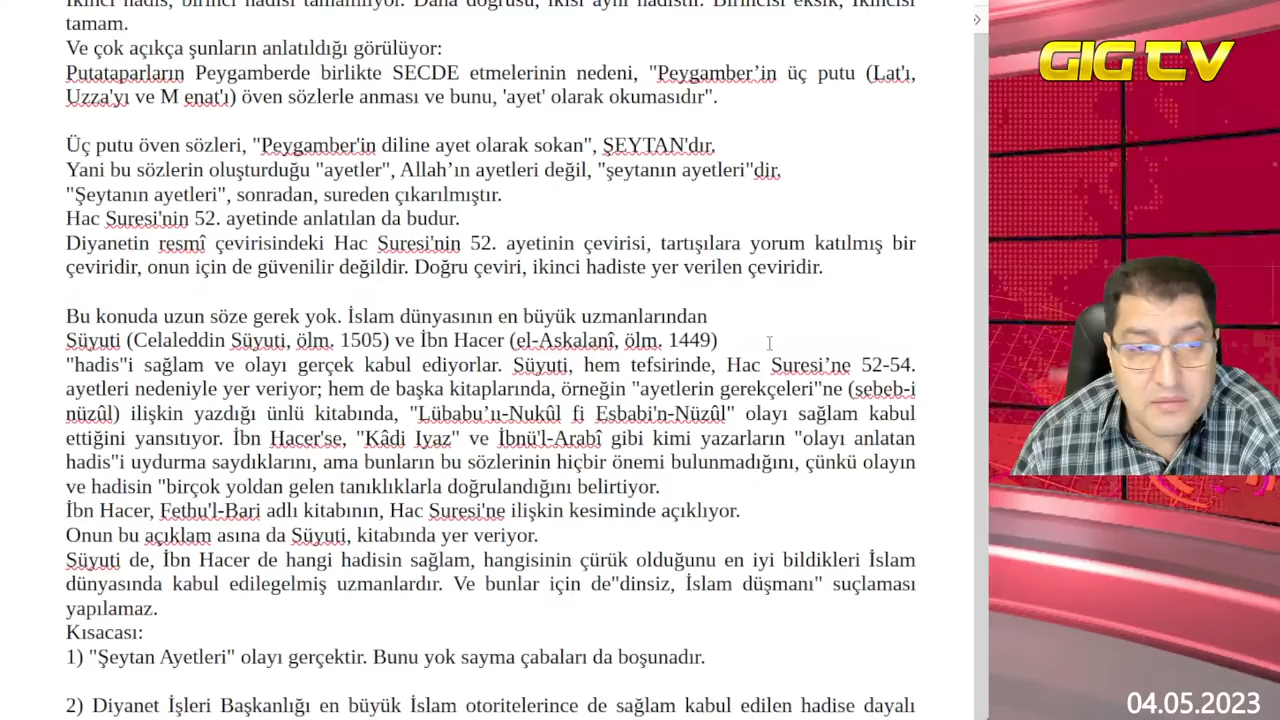 İkinci hadis, birinci hadisi tamamlıyor. Daha doğrusu, ikisi aynı hadistir. Birincisi eksik, ikincisi
tamam.
Ve çok açıkça şunların anlatıldığı görülüyor:
Putataparların Peygamberde birlikte SECDE etmelerinin nedeni, "Peygamber’in üç putu (Lat'ı,
Uzza'yı ve M enat'ı) öven sözlerle anması ve bunu, 'ayet' olarak okumasıdır".
Üç putu öven sözleri, "Peygamber'in diline ayet olarak sokan", ŞEYTAN'dır.
Yani bu sözlerin oluşturduğu "ayetler", Allah’ın ayetleri değil, "şeytanın ayetleri"dir,
"Şeytanın ayetleri", sonradan, sureden çıkarılmıştır.
Hac Suresi'nin 52. ayetinde anlatılan da budur.
Diyanetin resmî çevirisindeki Hac Suresi'nin 52. ayetinin çevirisi, tartışılara yorum katılmış bir
çeviridir, onun için de güvenilir değildir. Doğru çeviri, ikinci hadiste yer verilen çeviridir.
Bu konuda uzun söze gerek yok. İslam dünyasının en büyük uzmanlarından
Süyuti (Celaleddin Süyuti, ölm. 1505) ve İbn Hacer (el-Askalanî, ölm. 1449)
"hadis"i sağlam ve olayı gerçek kabul ediyorlar. Süyuti, hem tefsirinde, Hac Suresi’ne 52-54.
ayetleri nedeniyle yer veriyor; hem de başka kitaplarında, örneğin "ayetlerin gerekçeleri"ne (sebeb-i
nüzûl) ilişkin yazdığı ünlü kitabında, "Lübabu’u-Nukûl fi Esbabi'n-Nüzûl" olayı sağlam kabul
ettiğini yansıtıyor. İbn Hacer'se, "Kâdi Iyaz" ve İbnü'l-Arabî gibi kimi yazarların "olayı anlatan
hadis"i uydurma saydıklarını, ama bunların bu sözlerinin hiçbir önemi bulunmadığını, çünkü olayın
ve hadisin "birçok yoldan gelen tanıklıklarla doğrulandığını belirtiyor.
İbn Hacer, Fethu'l-Bari adlı kitabının, Hac Suresi'ne ilişkin kesiminde açıklıyor.
Onun bu açıklam asına da Süyuti, kitabında yer veriyor.
Süyuti de, İbn Hacer de hangi hadisin sağlam, hangisinin çürük olduğunu en iyi bildikleri İslam
dünyasında kabul edilegelmiş uzmanlardır. Ve bunlar için de"dinsiz, İslam düşmanı" suçlaması
yapılamaz.
Kısacası:
1) "Şeytan Ayetleri" olayı gerçektir. Bunu yok sayma çabaları da boşunadır.
2) Diyanet İşleri Başkanlığı en büyük İslam otoritelerince de sağlam kabul edilen hadise dayalı
GIG TV
04.05.2023